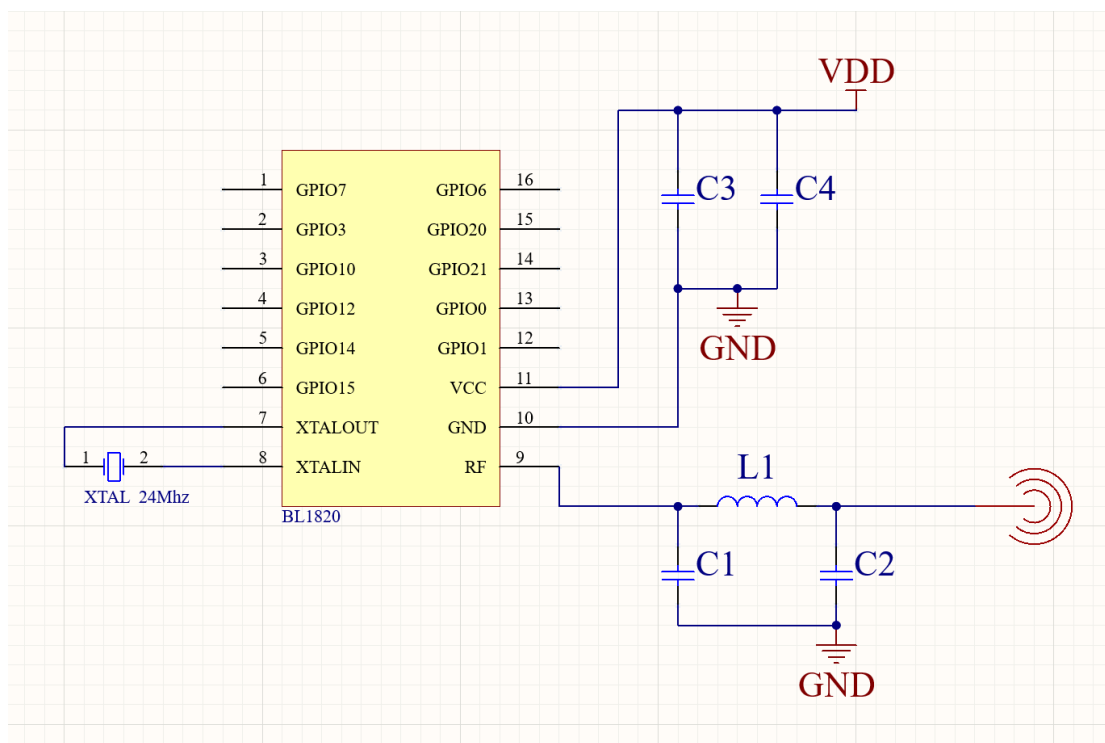 VDD
C3
C4
GND
1 GPIO7 GPIO6 16
2 GPIO3 GPIO20 15
3 GPIO10 GPIO21 14
4 GPIO12 GPIO0 13
5 GPIO14 GPIO1 12
6 GPIO15 VCC 11
7 XTALOUT GND 10
8 XTALIN RF 9
1 2
XTAL 24Mhz
BL1820
L1
C1
C2
GND